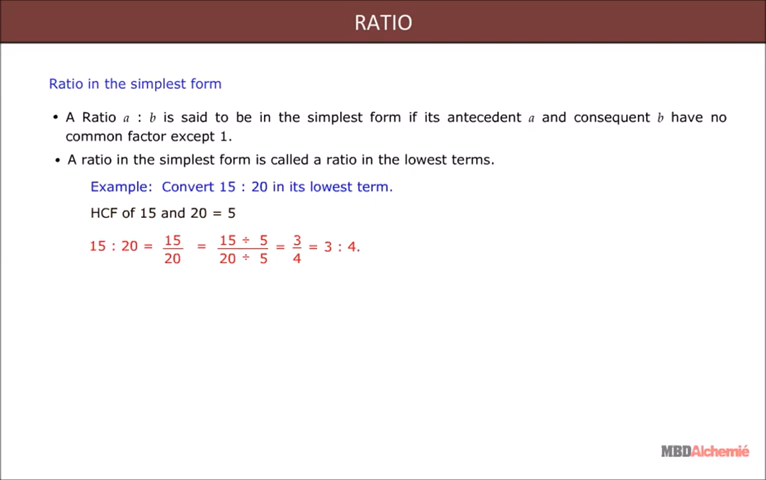 RATIO
Ratio in the simplest form
• A Ratio a : b is said to be in the simplest form if its antecedent a and consequent b have no
common factor except 1.
• A ratio in the simplest form is called a ratio in the lowest terms.
Example: Convert 15 : 20 in its lowest term.
HCF of 15 and 20 = 5
15 : 20 = 15/20 = 15 ÷ 5/20 ÷ 5 = 3/4 = 3 : 4.
MBDAlchemié